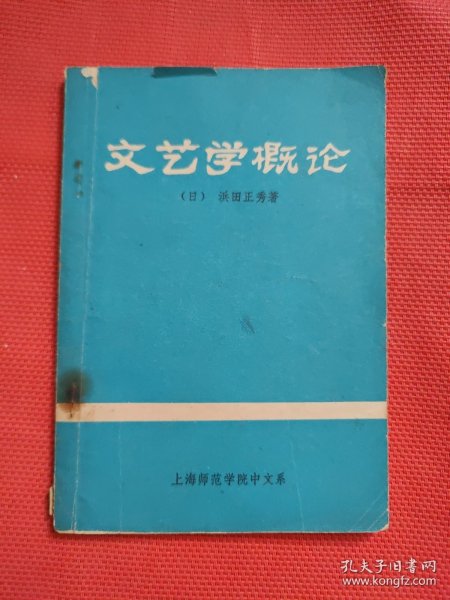 文艺学概论
（日） 浜田正秀著
上海师范学院中文系
孔夫子旧书网
www.kongfz.com